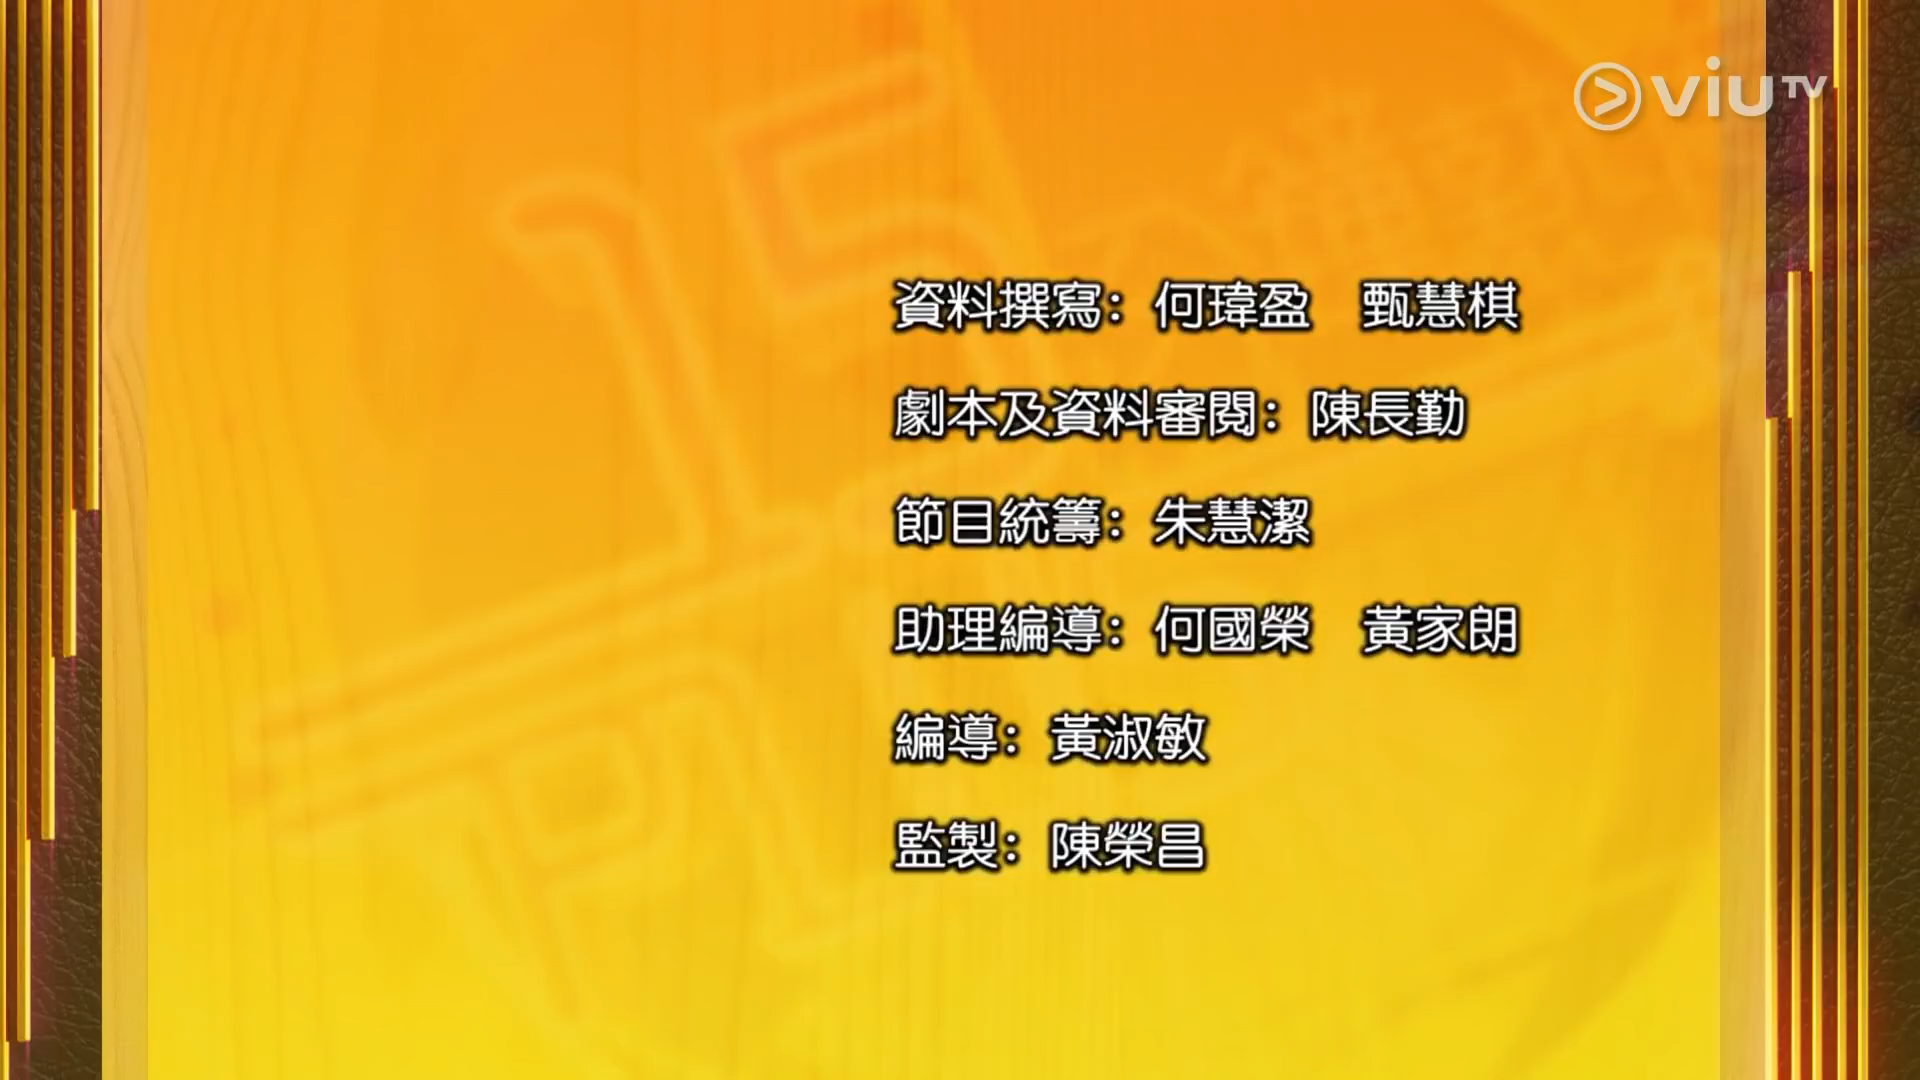 viuTV
資料撰寫：何瑋盈　甄慧棋
劇本及資料審閱：陳長勤
節目統籌：朱慧潔
助理編導：何國榮　黃家朗
編導：黃淑敏
監製：陳榮昌